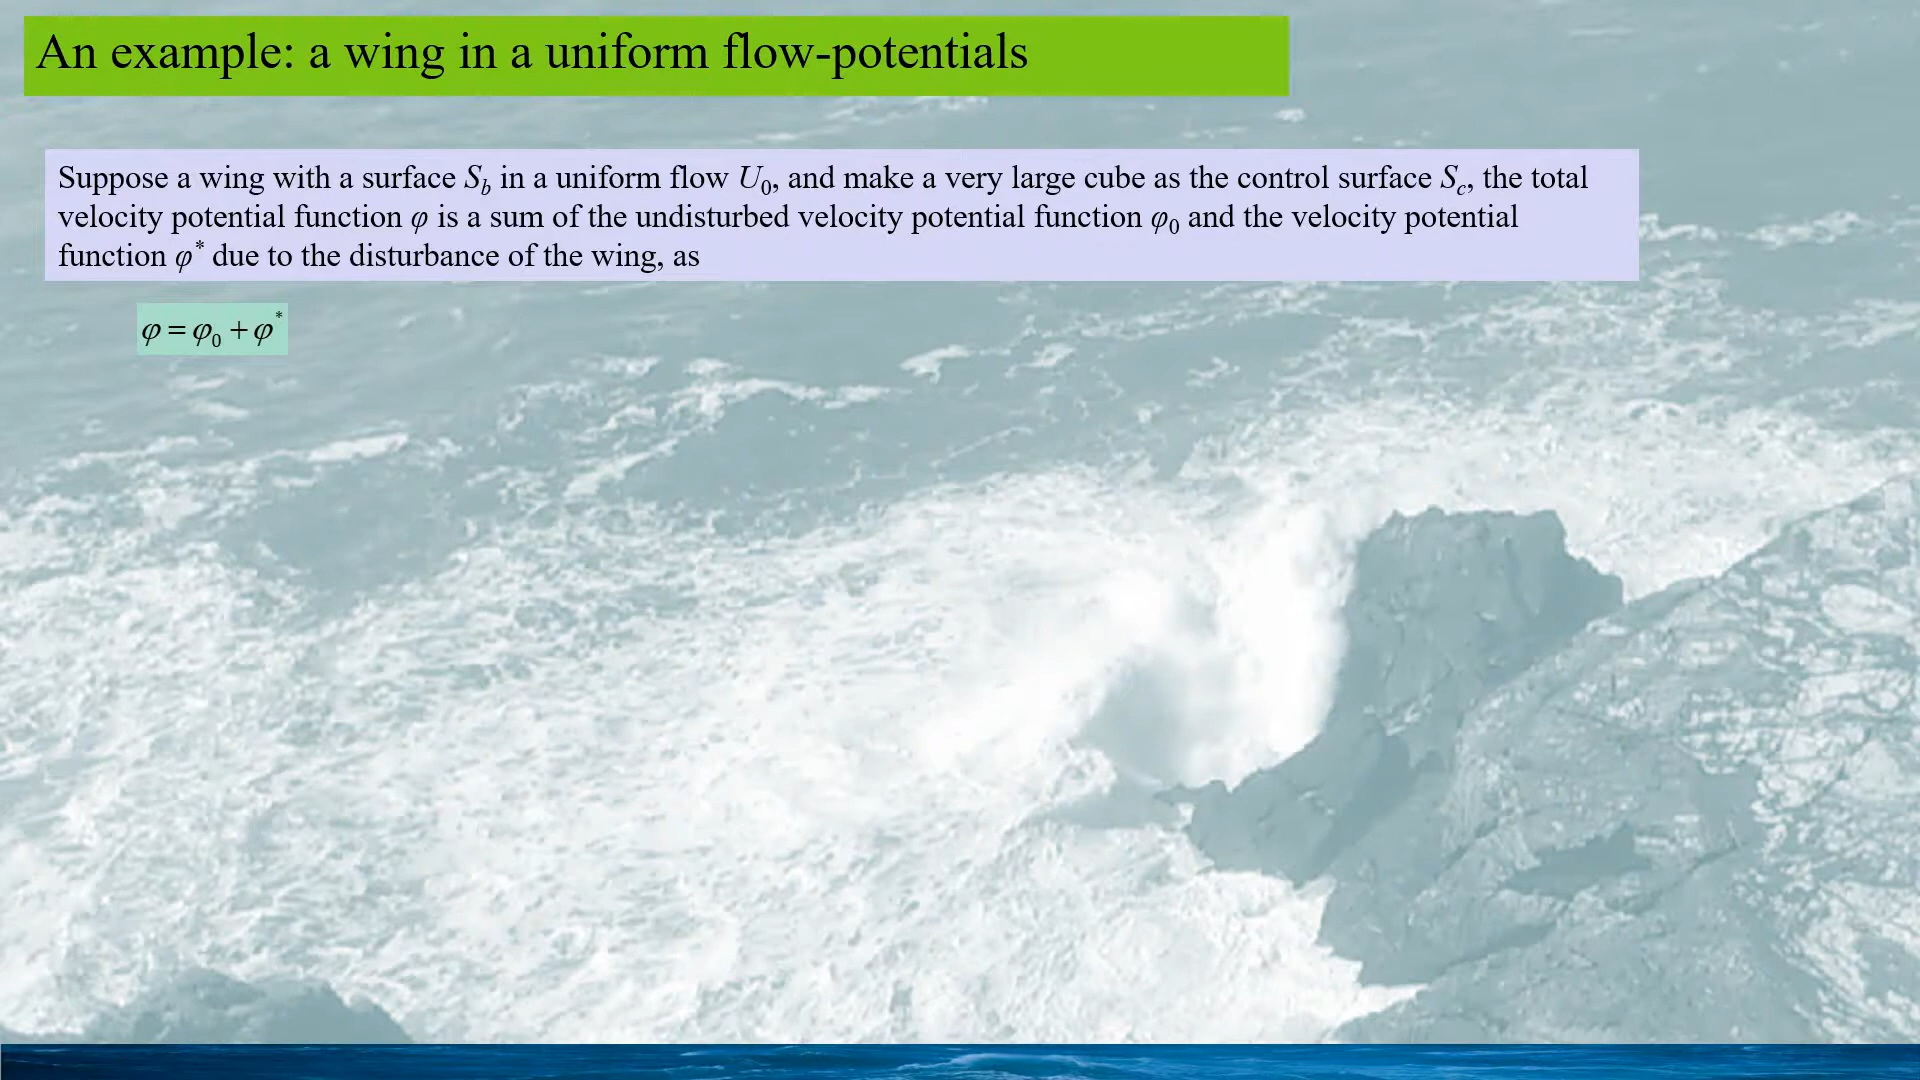 An example: a wing in a uniform flow-potentials
Suppose a wing with a surface S_b in a uniform flow U_0, and make a very large cube as the control surface S_c, the total
velocity potential function φ is a sum of the undisturbed velocity potential function φ_0 and the velocity potential
function φ^* due to the disturbance of the wing, as
φ = φ_0 + φ^*